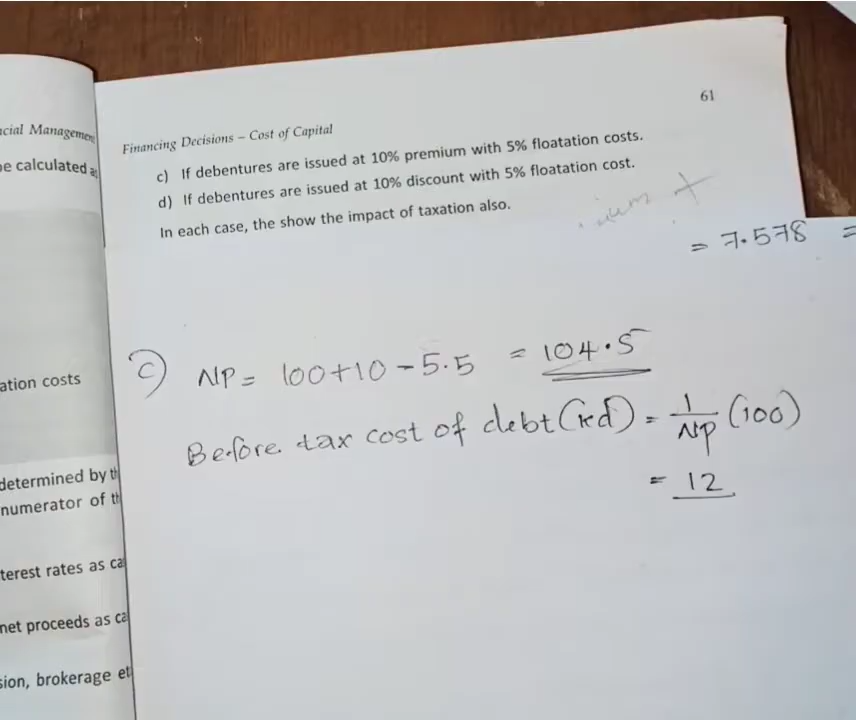 ncial Management
be calculated a
ation costs
determined by th
numerator of th
terest rates as ca
net proceeds as ca
sion, brokerage et
61
Financing Decisions – Cost of Capital
c) If debentures are issued at 10% premium with 5% floatation costs.
d) If debentures are issued at 10% discount with 5% floatation cost.
In each case, the show the impact of taxation also.
= 7.578 =
c) NP = 100+10-5.5 = 104.5
Before tax cost of debt (kd) = 1/NP (100)
= 12